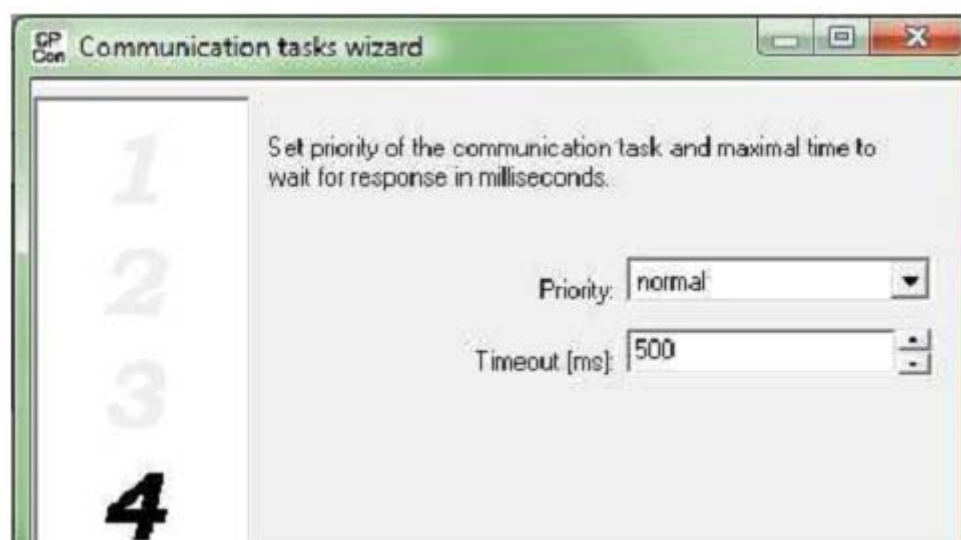 GP
Con
Communication tasks wizard
1
Set priority of the communication task and maximal time to
wait for response in milliseconds.
2
Priority: normal
Timeout [ms]: 500
3
4